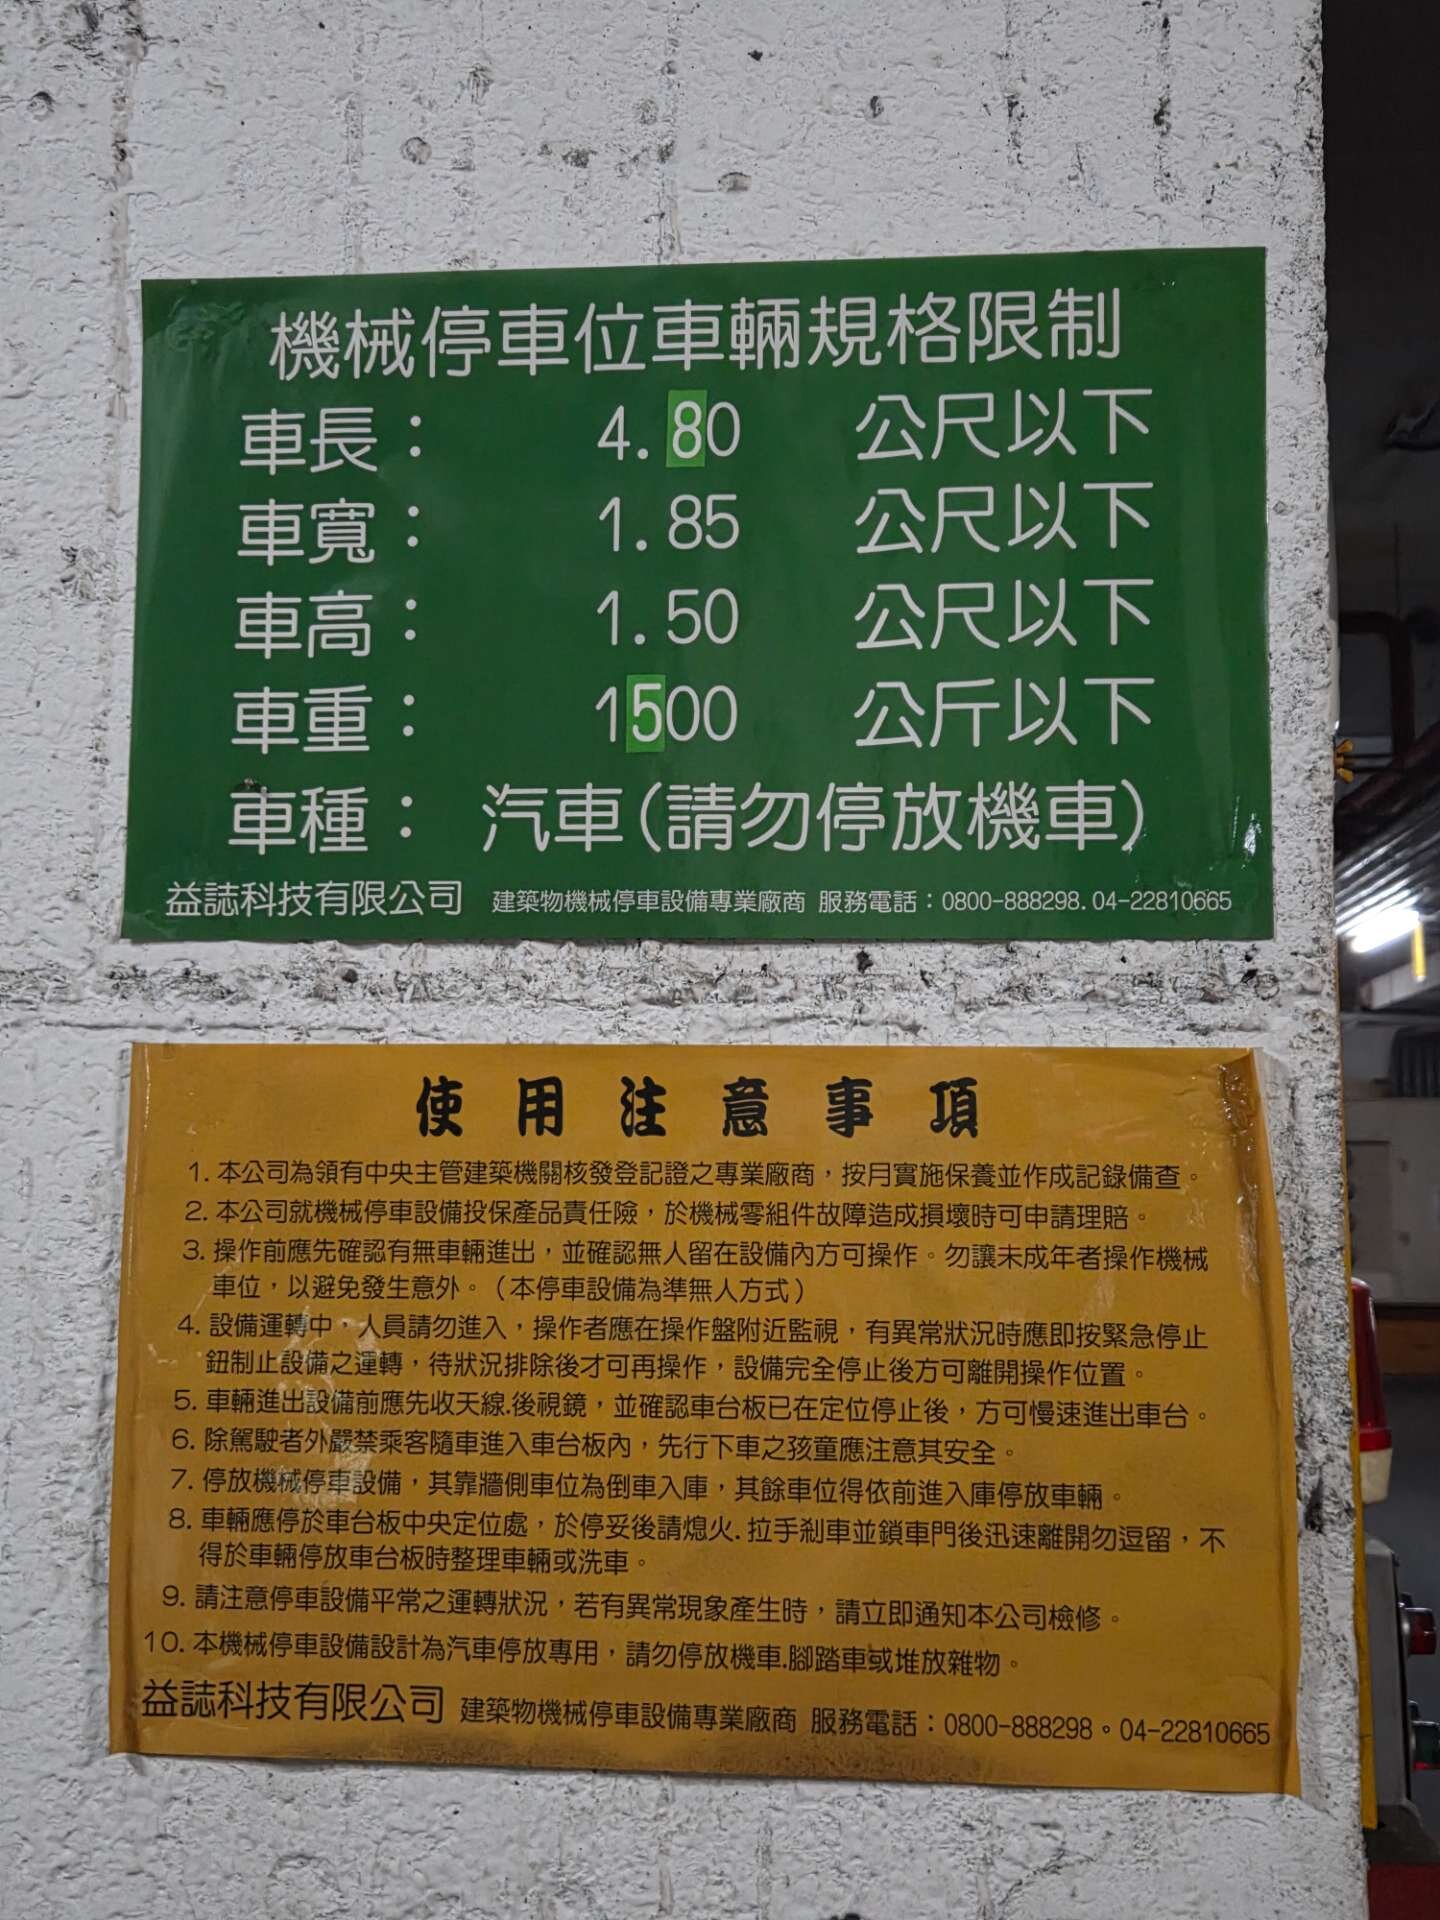 機械停車位車輛規格限制
車長： 4.80 公尺以下
車寬： 1.85 公尺以下
車高： 1.50 公尺以下
車重： 1500 公斤以下
車種： 汽車(請勿停放機車)
益誌科技有限公司 建築物機械停車設備專業廠商 服務電話：0800-888298.04-22810665
使用注意事項
1. 本公司為領有中央主管建築機關核發登記證之專業廠商，按月實施保養並作成記錄備查。
2. 本公司就機械停車設備投保產品責任險，於機械零組件故障造成損壞時可申請理賠。
3. 操作前應先確認有無車輛進出，並確認無人留在設備內方可操作。勿讓未成年者操作機械
車位，以避免發生意外。（本停車設備為準無人方式）
4. 設備運轉中，人員請勿進入，操作者應在操作盤附近監視，有異常狀況時應即按緊急停止
鈕制止設備之運轉，待狀況排除後才可再操作，設備完全停止後方可離開操作位置。
5. 車輛進出設備前應先收天線.後視鏡，並確認車台板已在定位停止後，方可慢速進出車台。
6. 除駕駛者外嚴禁乘客隨車進入車台板內，先行下車之孩童應注意其安全。
7. 停放機械停車設備，其靠牆側車位為倒車入庫，其餘車位得依前進入庫停放車輛。
8. 車輛應停於車台板中央定位處，於停妥後請熄火.拉手剎車並鎖車門後迅速離開勿逗留，不
得於車輛停放車台板時整理車輛或洗車。
9. 請注意停車設備平常之運轉狀況，若有異常現象產生時，請立即通知本公司檢修。
10. 本機械停車設備設計為汽車停放專用，請勿停放機車.腳踏車或堆放雜物。
益誌科技有限公司 建築物機械停車設備專業廠商 服務電話：0800-888298。04-22810665